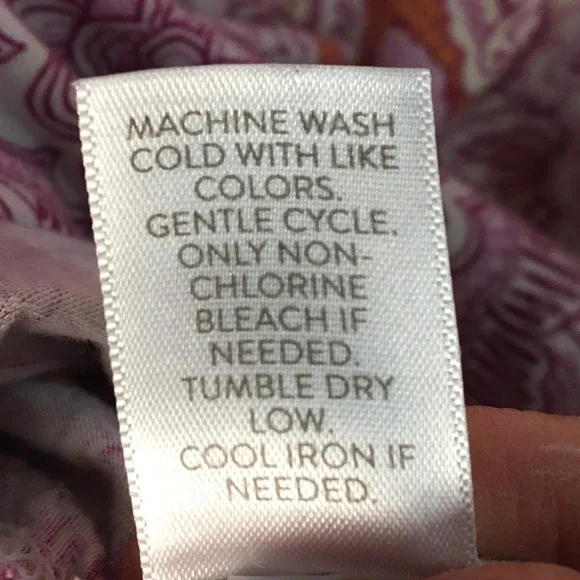 MACHINE WASH
COLD WITH LIKE
COLORS.
GENTLE CYCLE.
ONLY NON-
CHLORINE
BLEACH IF
NEEDED.
TUMBLE DRY
LOW.
COOL IRON IF
NEEDED.